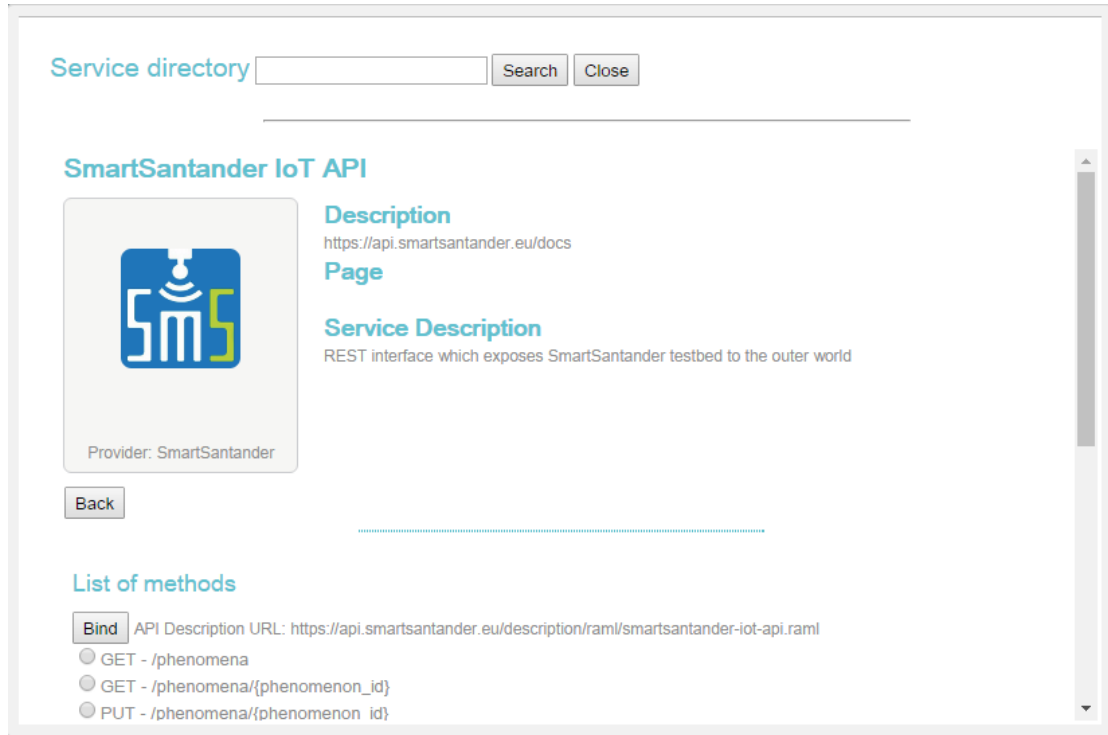 Service directory Search Close
SmartSantander IoT API
Description
https://api.smartsantander.eu/docs
Page
Service Description
REST interface which exposes SmartSantander testbed to the outer world
SmS
Provider: SmartSantander
Back
List of methods
Bind API Description URL: https://api.smartsantander.eu/description/raml/smartsantander-iot-api.raml
GET - /phenomena
GET - /phenomena/{phenomenon_id}
PUT - /phenomena/{phenomenon_id}